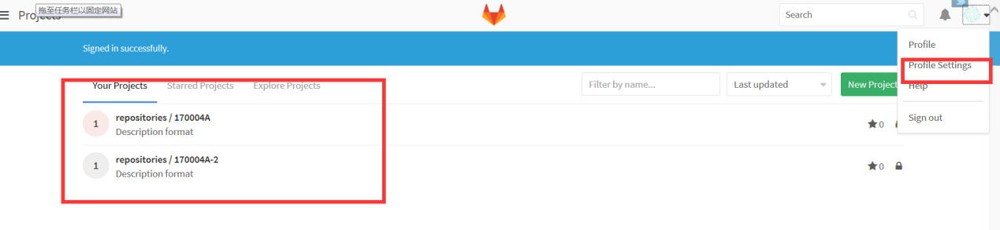 Projects
拖至任务栏以固定网站
Search
Signed in successfully.
Profile
Profile Settings
Help
Sign out
Your Projects
Starred Projects
Explore Projects
Filter by name...
Last updated
New Project
1
repositories / 170004A
Description format
0
1
repositories / 170004A-2
Description format
0